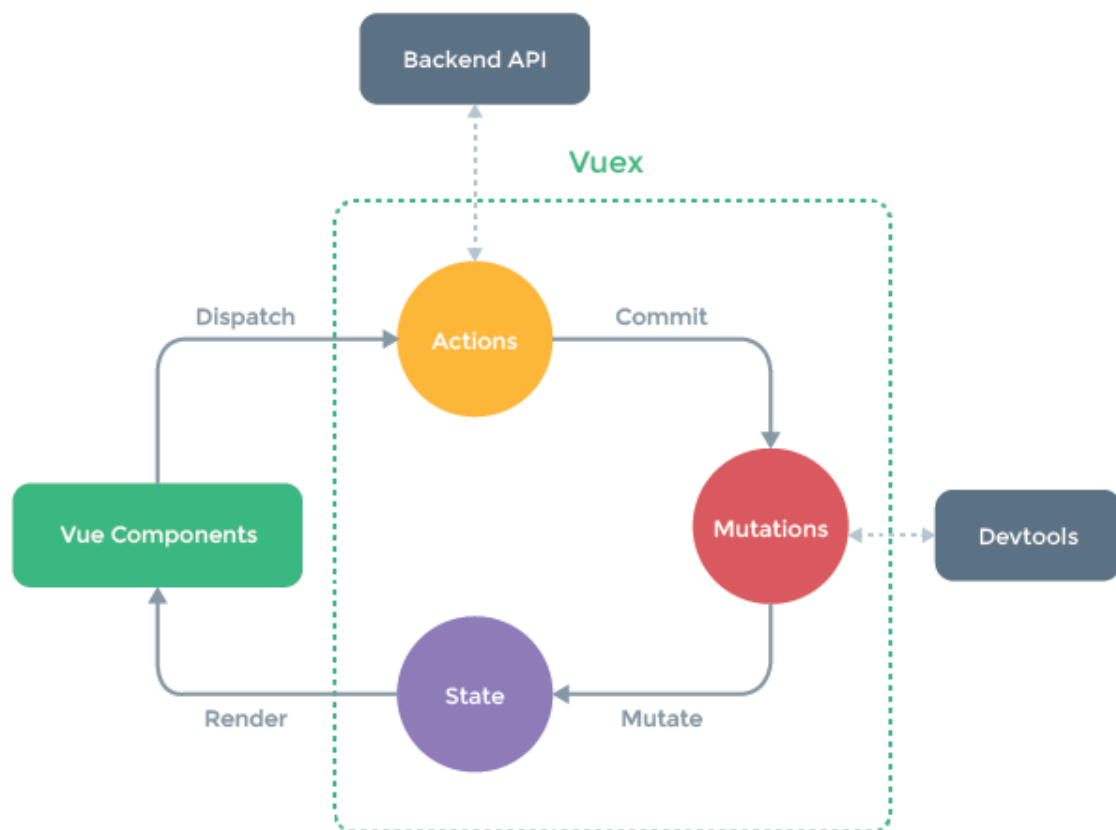 Backend API
Vuex
Dispatch
Commit
Actions
Mutations
Devtools
Vue Components
State
Render
Mutate